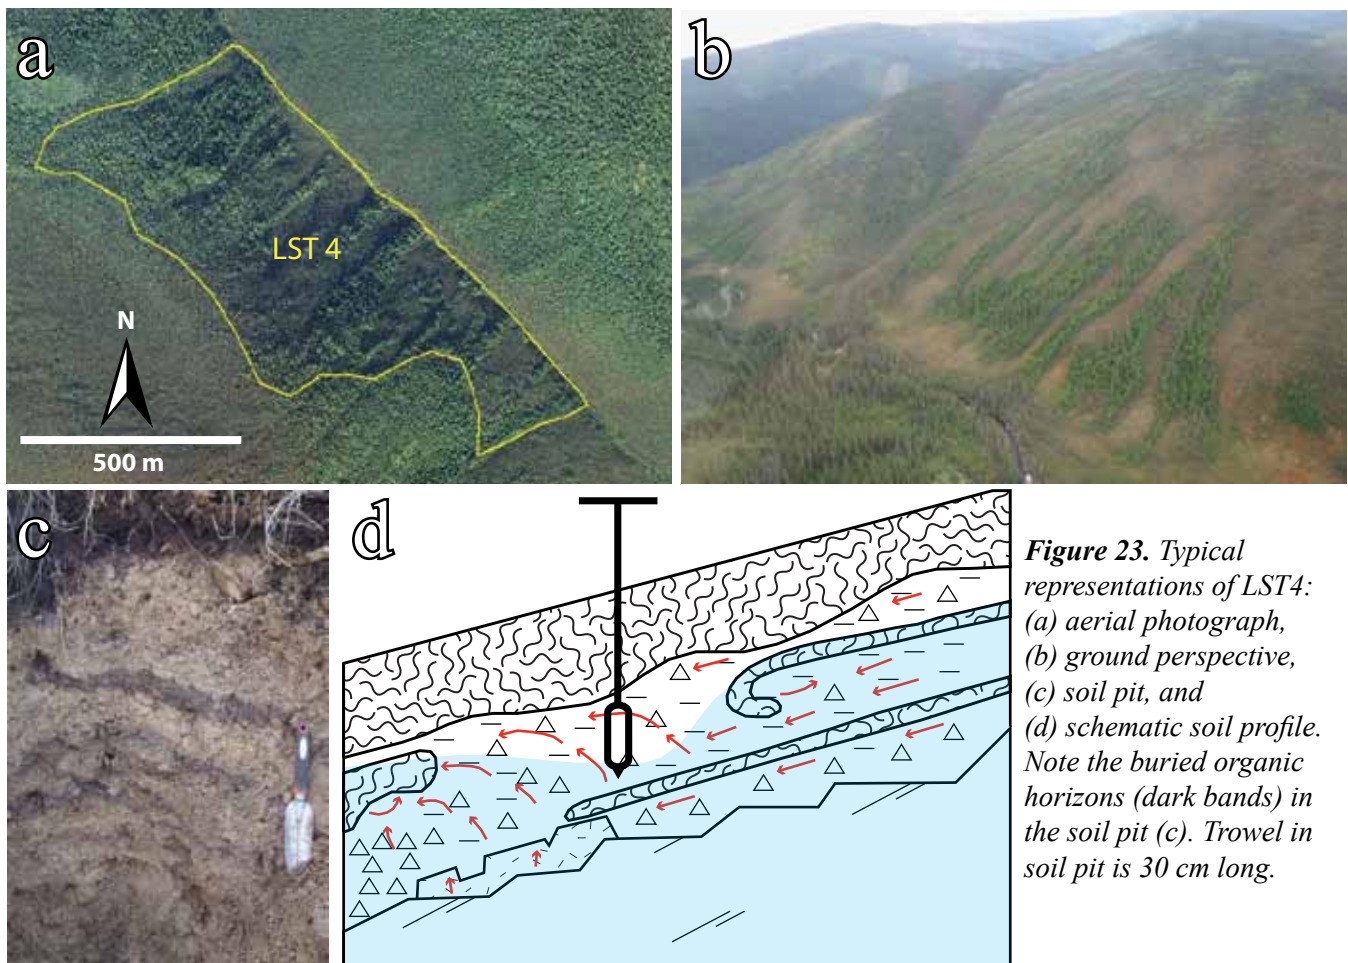 a
LST 4
N
500 m
b
c
d
Figure 23. Typical
representations of LST4:
(a) aerial photograph,
(b) ground perspective,
(c) soil pit, and
(d) schematic soil profile.
Note the buried organic
horizons (dark bands) in
the soil pit (c). Trowel in
soil pit is 30 cm long.